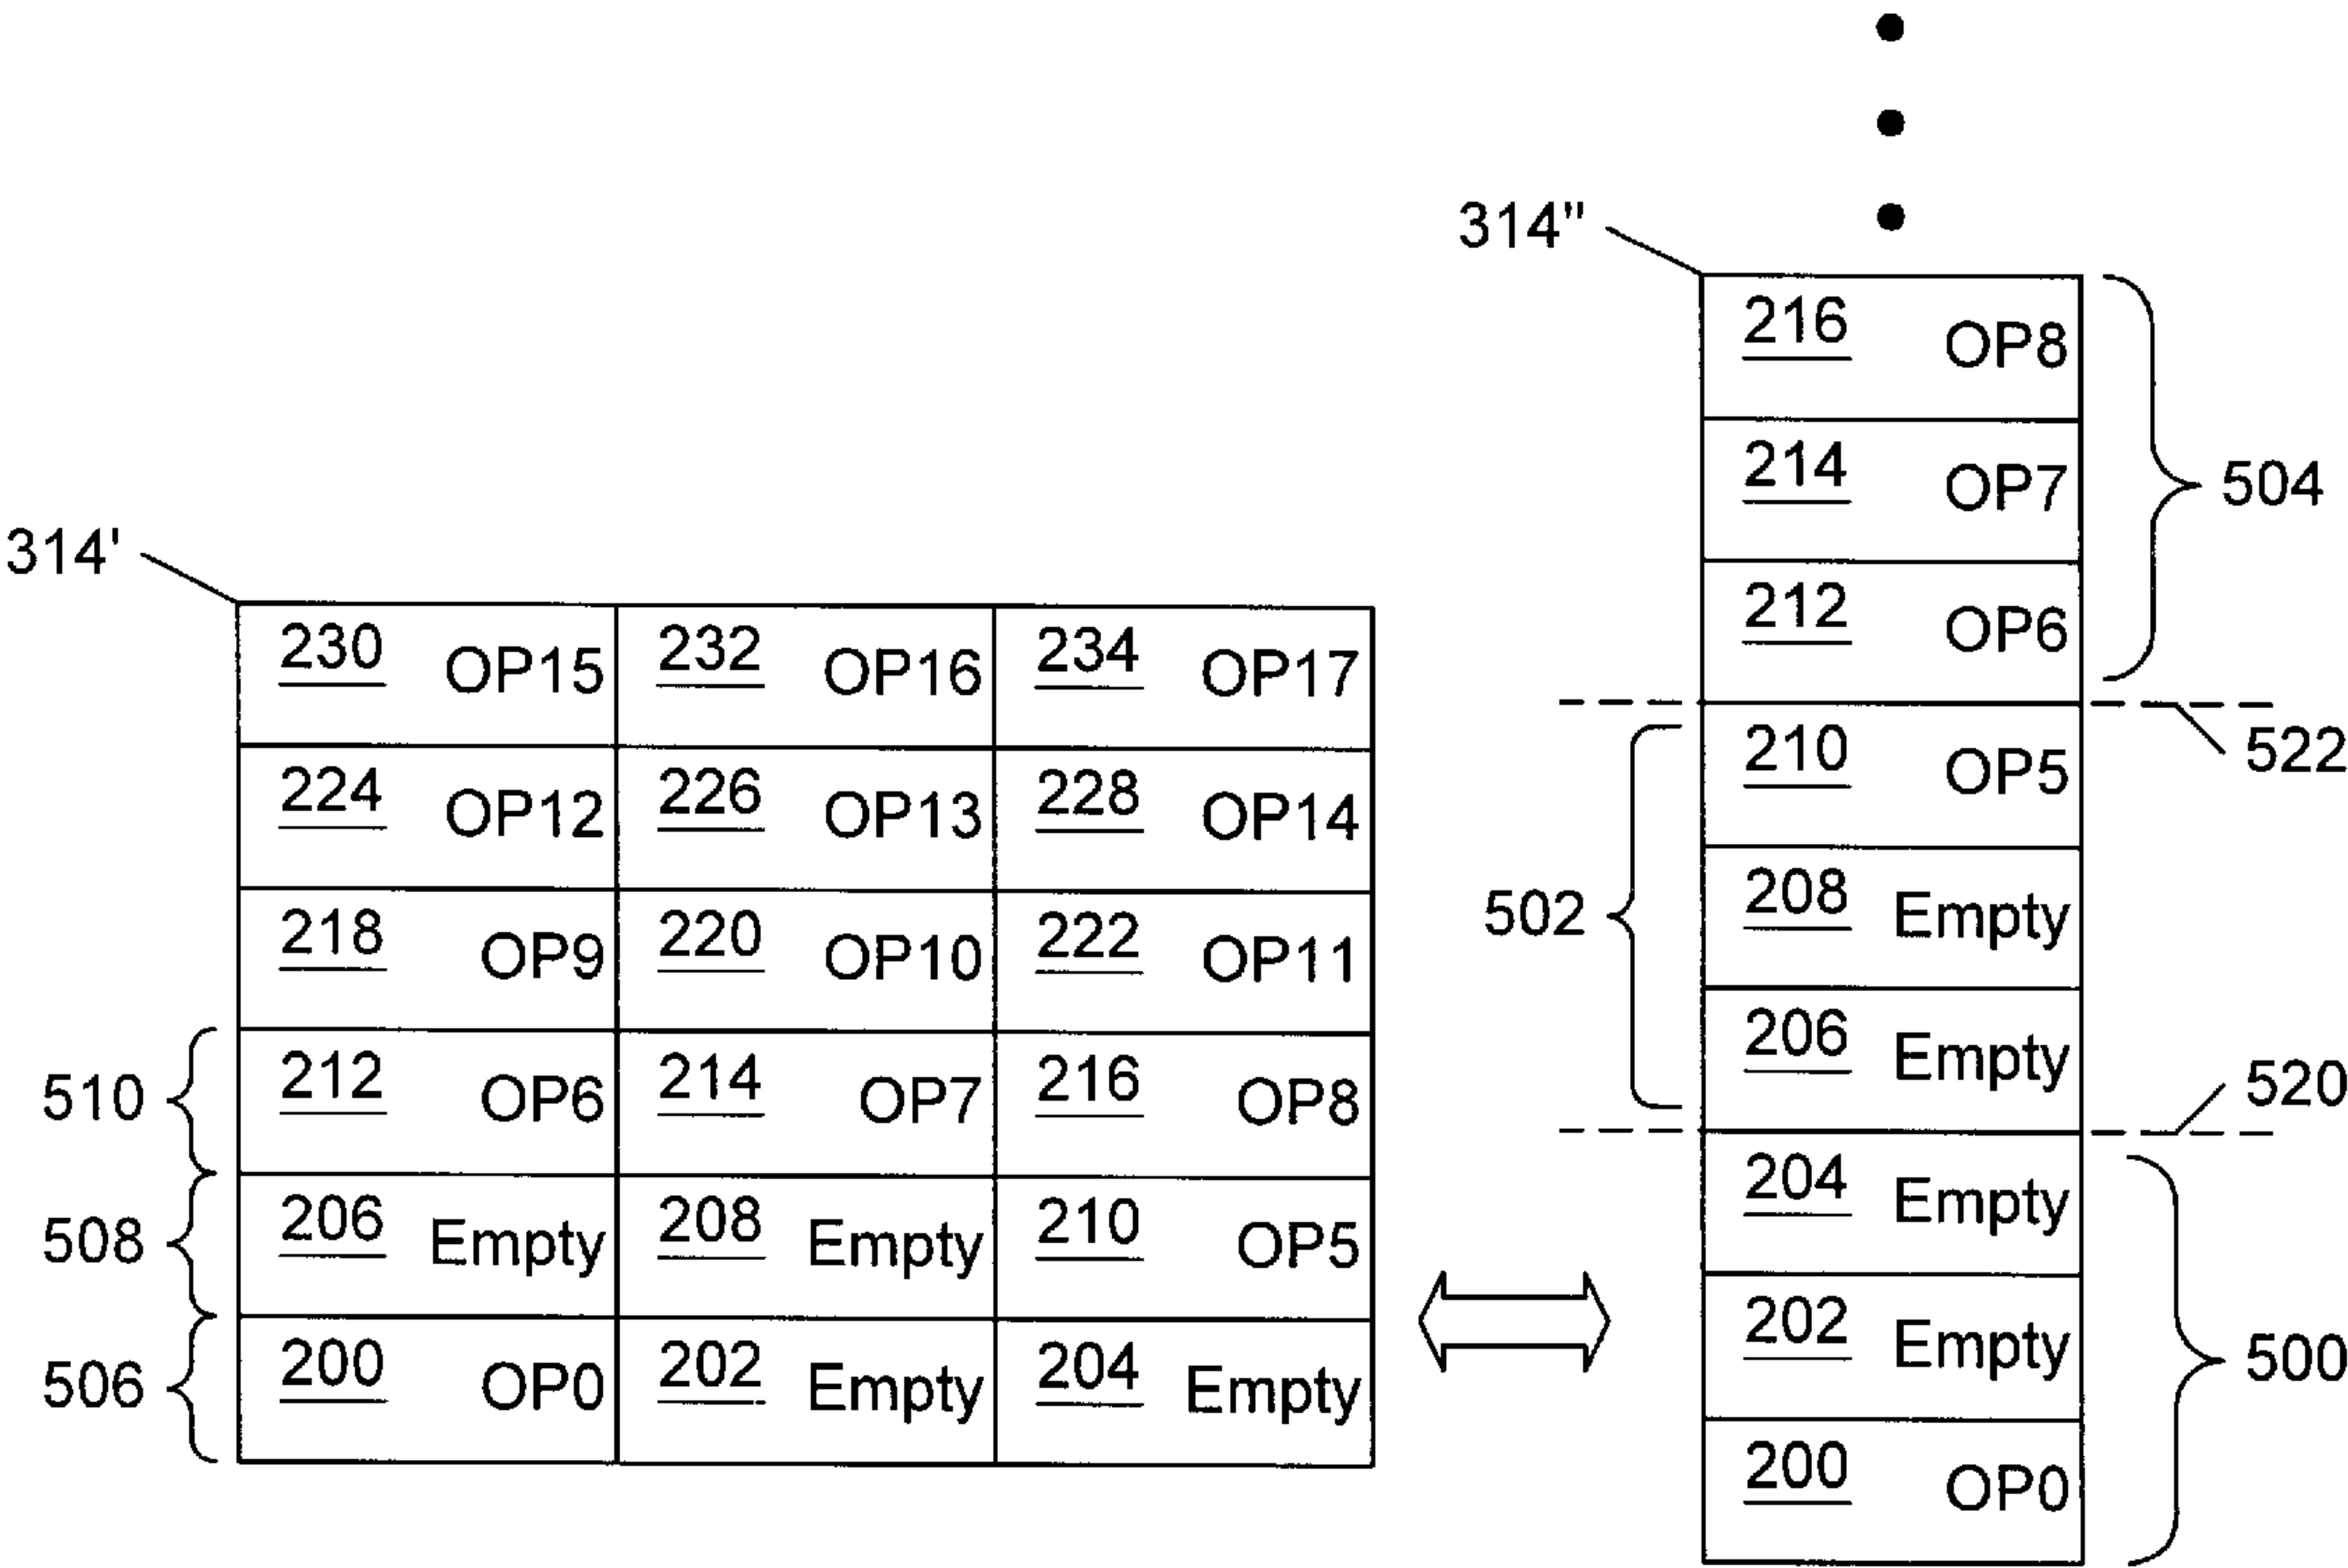 314'
230 OP15 232 OP16 234 OP17
224 OP12 226 OP13 228 OP14
218 OP9 220 OP10 222 OP11
510 212 OP6 214 OP7 216 OP8
508 206 Empty 208 Empty 210 OP5
506 200 OP0 202 Empty 204 Empty
314"
216 OP8
214 OP7
504
212 OP6
522
210 OP5
502
208 Empty
206 Empty
520
204 Empty
202 Empty
500
200 OP0